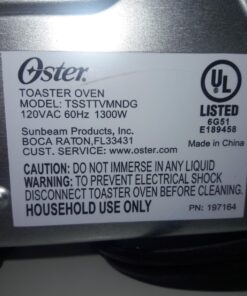 Oster®
TOASTER OVEN
MODEL: TSSTTVMNDG
120VAC 60Hz 1300W
Sunbeam Products, Inc.
BOCA RATON,FL33431
CUST. SERVICE: www.oster.com
UL
®
LISTED
6G51
E189458
Made in China
CAUTION: DO NOT IMMERSE IN ANY LIQUID
WARNING: TO PREVENT ELECTRICAL SHOCK
DISCONNECT TOASTER OVEN BEFORE CLEANING.
HOUSEHOLD USE ONLY
PN: 197164